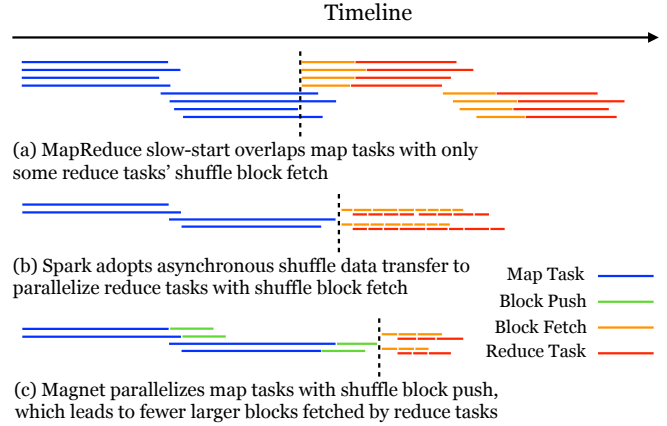 Timeline
(a) MapReduce slow-start overlaps map tasks with only
some reduce tasks' shuffle block fetch
(b) Spark adopts asynchronous shuffle data transfer to
parallelize reduce tasks with shuffle block fetch
Map Task
Block Push
Block Fetch
Reduce Task
(c) Magnet parallelizes map tasks with shuffle block push,
which leads to fewer larger blocks fetched by reduce tasks